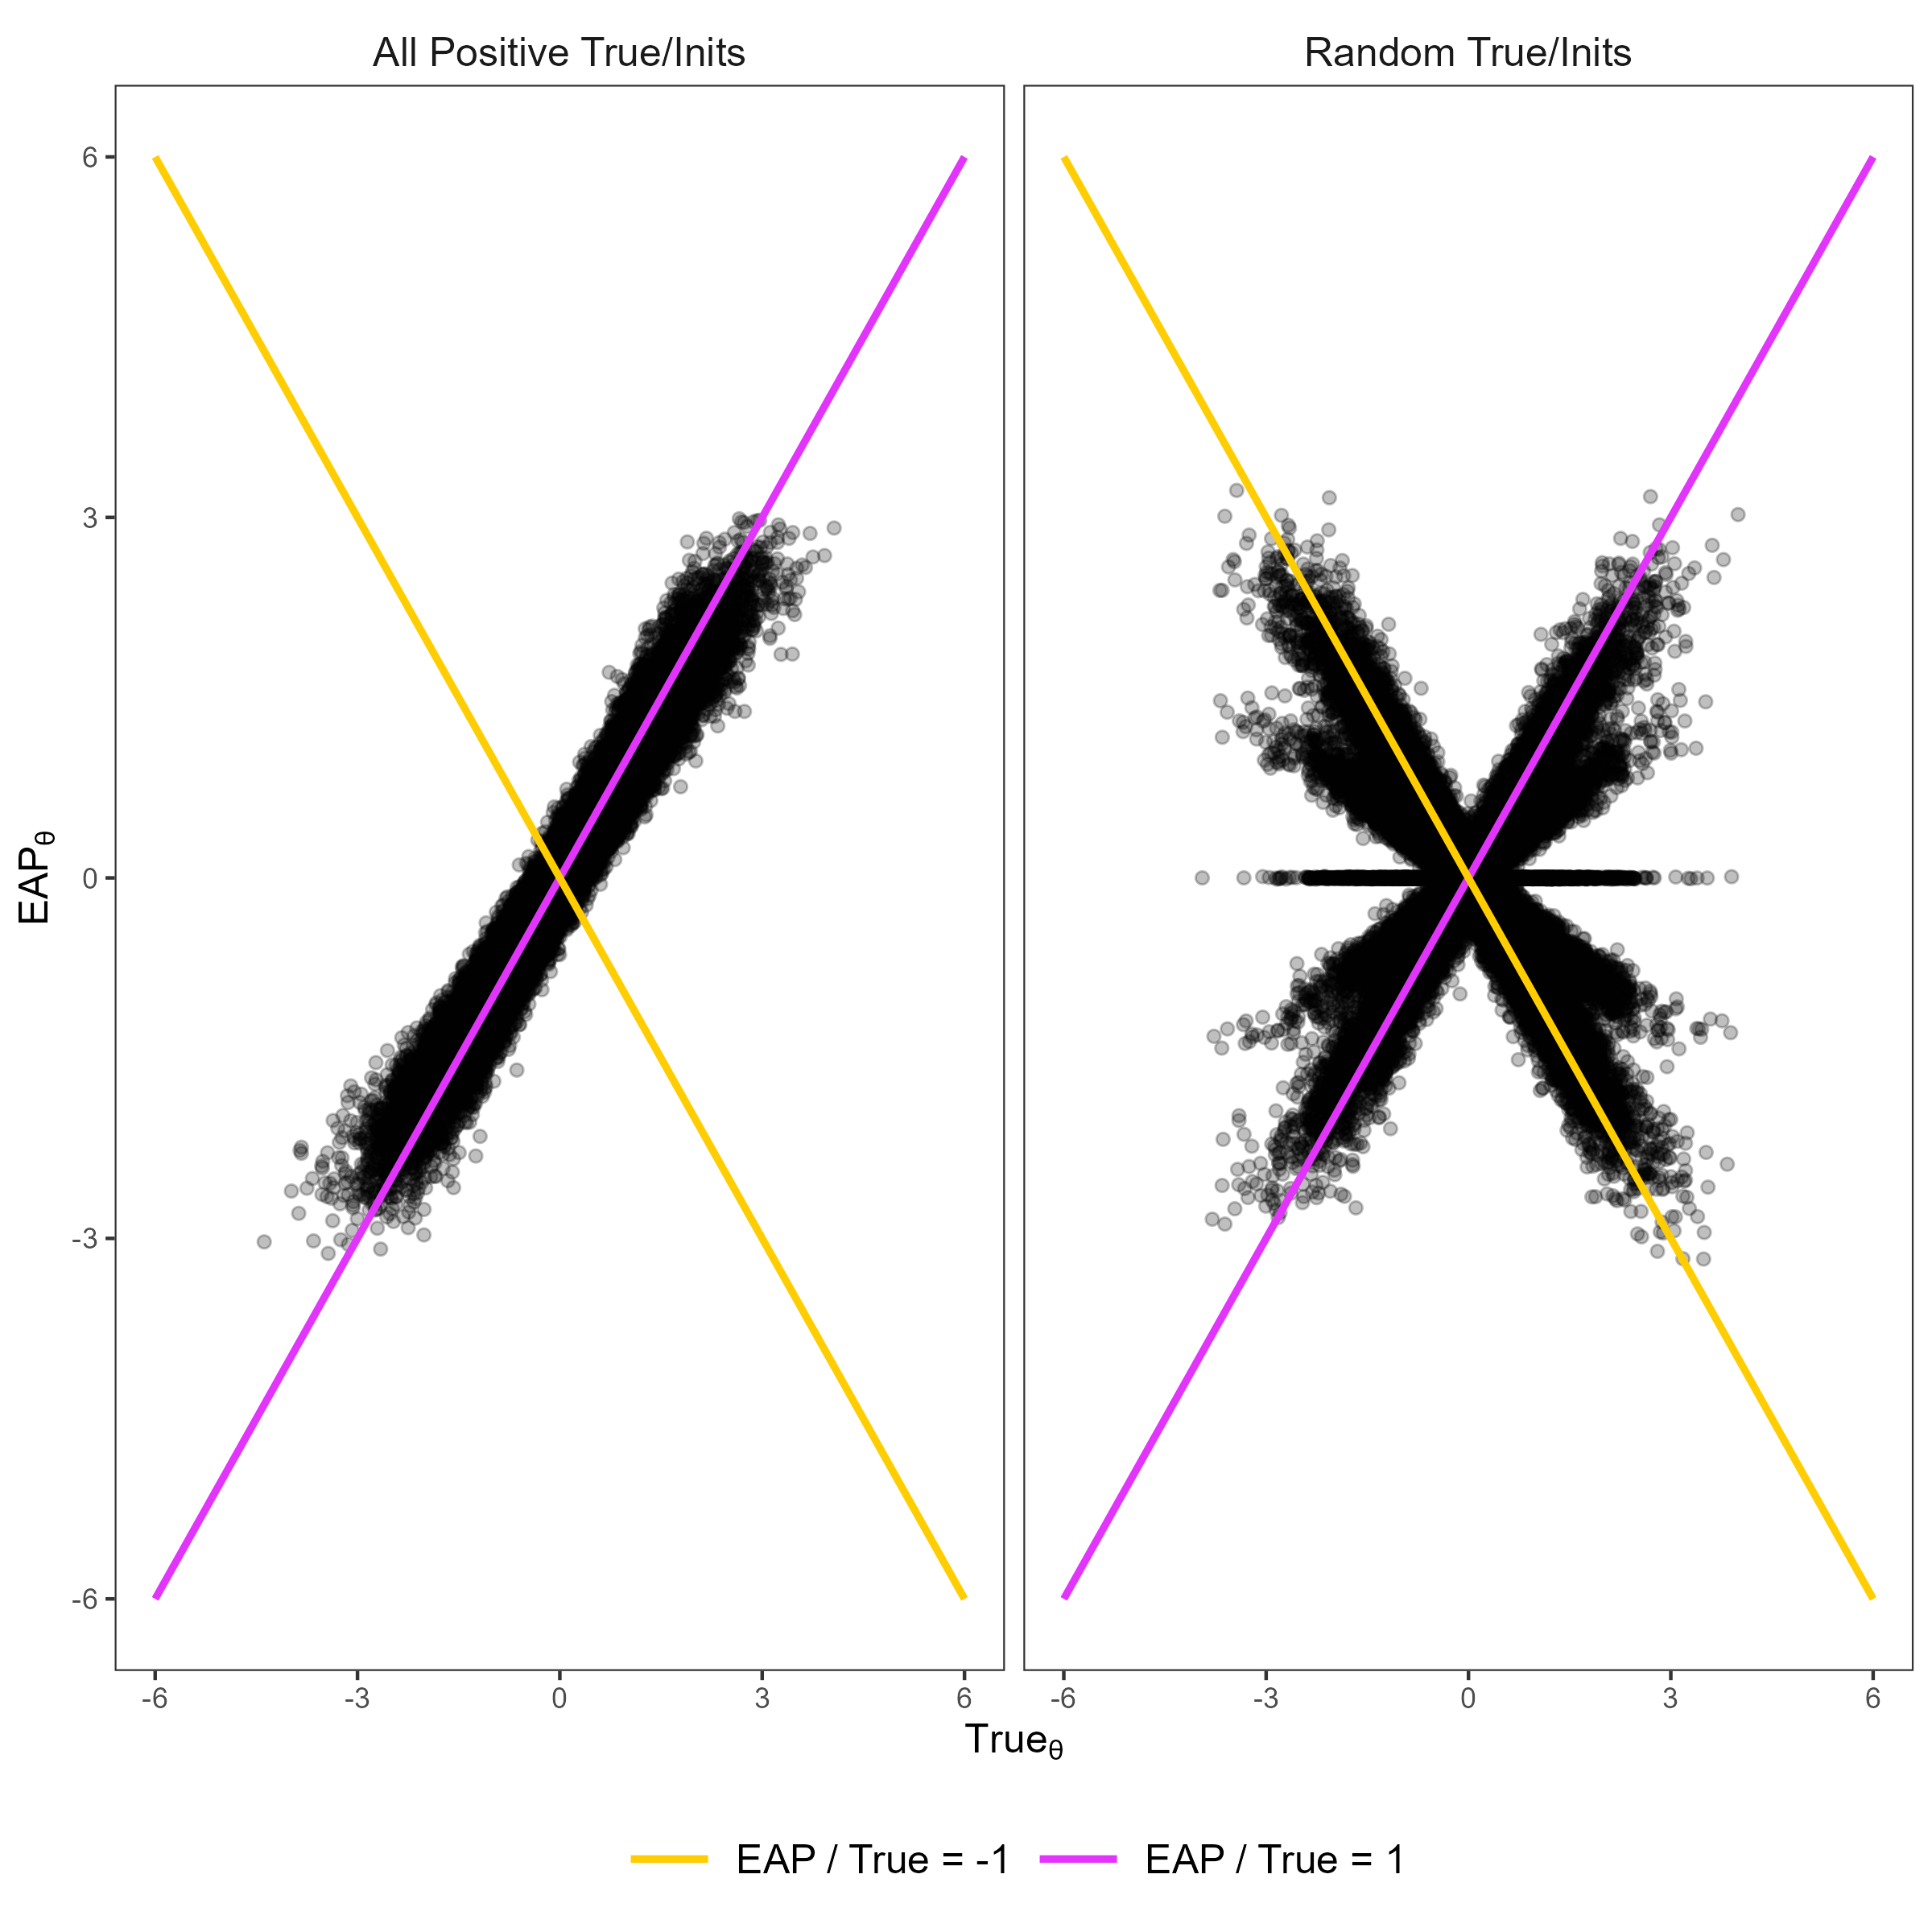 All Positive True/Inits
Random True/Inits
6
3
0
-3
-6
EAPθ
-6 -3 0 3 6
-6 -3 0 3 6
Trueθ
EAP / True = -1
EAP / True = 1